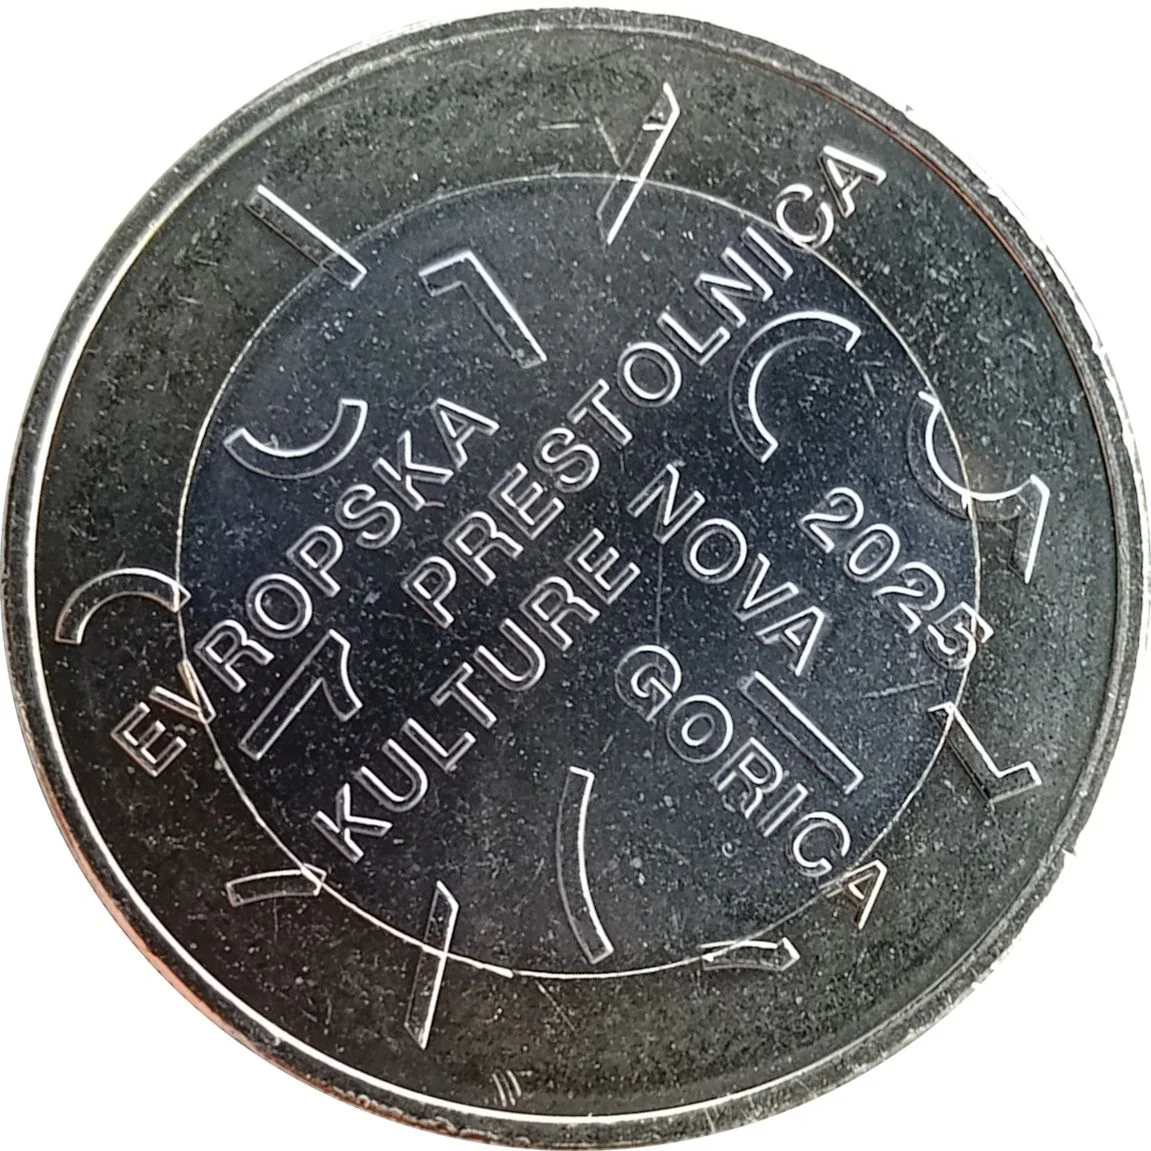 EVROPSKA
PRESTOLNICA
KULTURE
2025
NOVA
GORICA